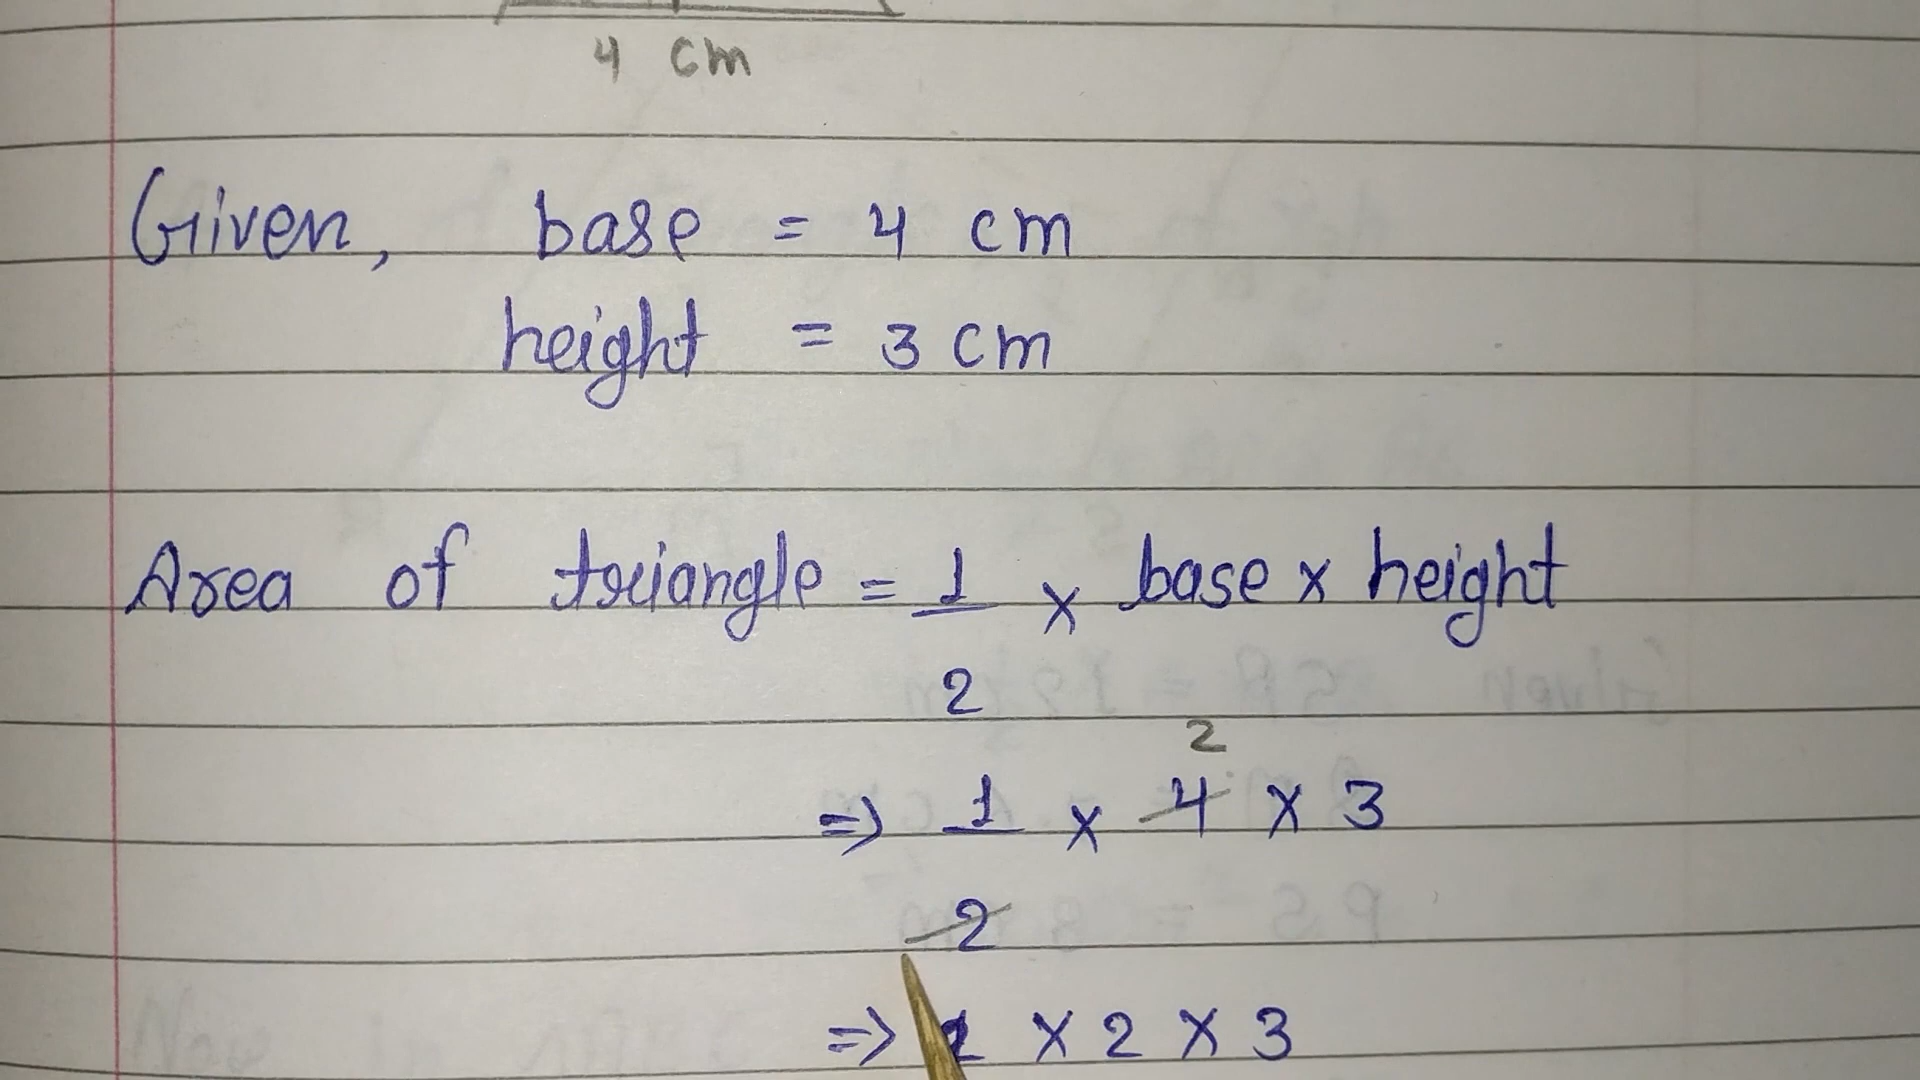 4 cm
Given, base = 4 cm
height = 3 cm
Area of triangle = 1/2 × base × height
2
⇒ 1/2 × 4 × 3
⇒ 1 × 2 × 3